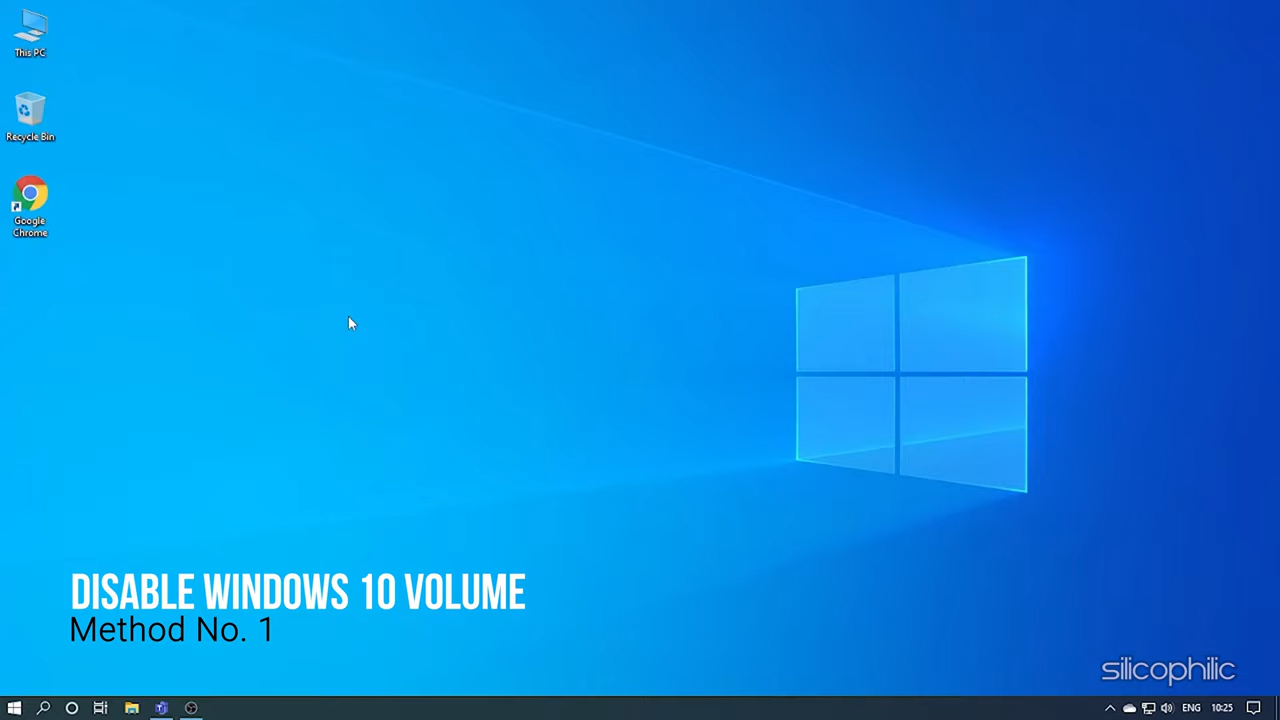 This PC
Recycle Bin
Google
Chrome
DISABLE WINDOWS 10 VOLUME
Method No. 1
silicophilic
ENG
10:25